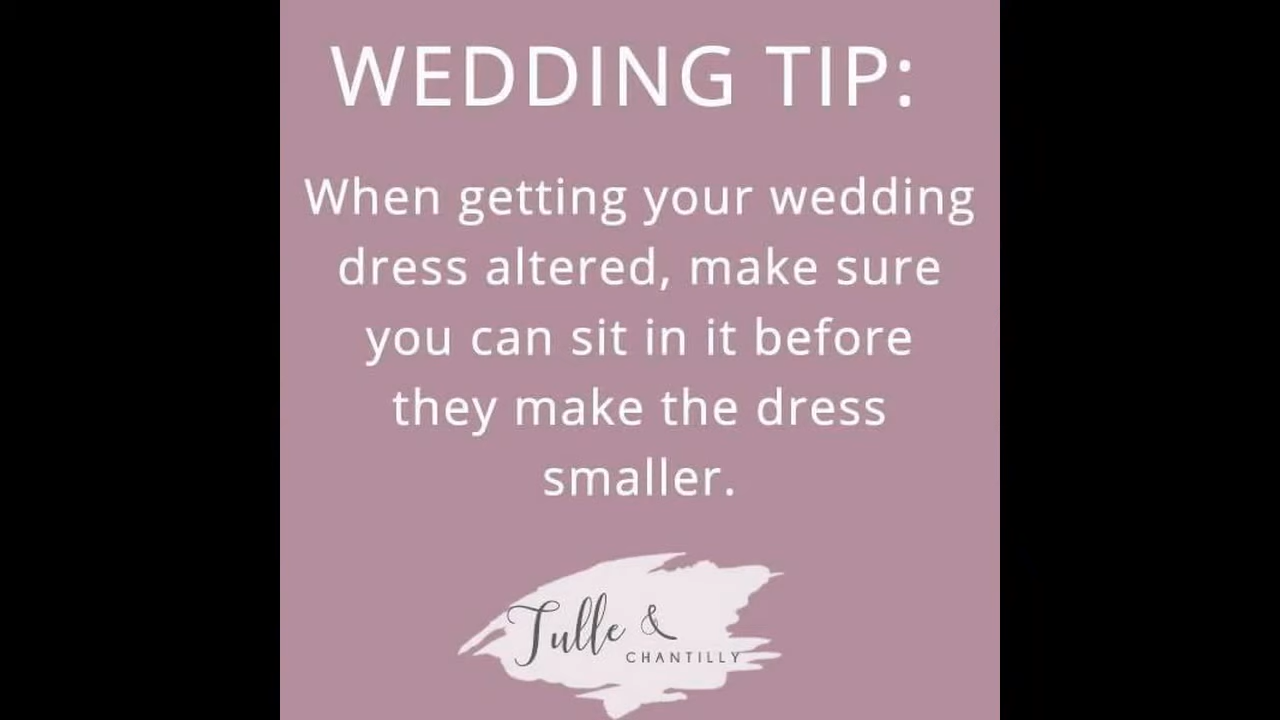 WEDDING TIP:
When getting your wedding
dress altered, make sure
you can sit in it before
they make the dress
smaller.
Tulle &
CHANTILLY